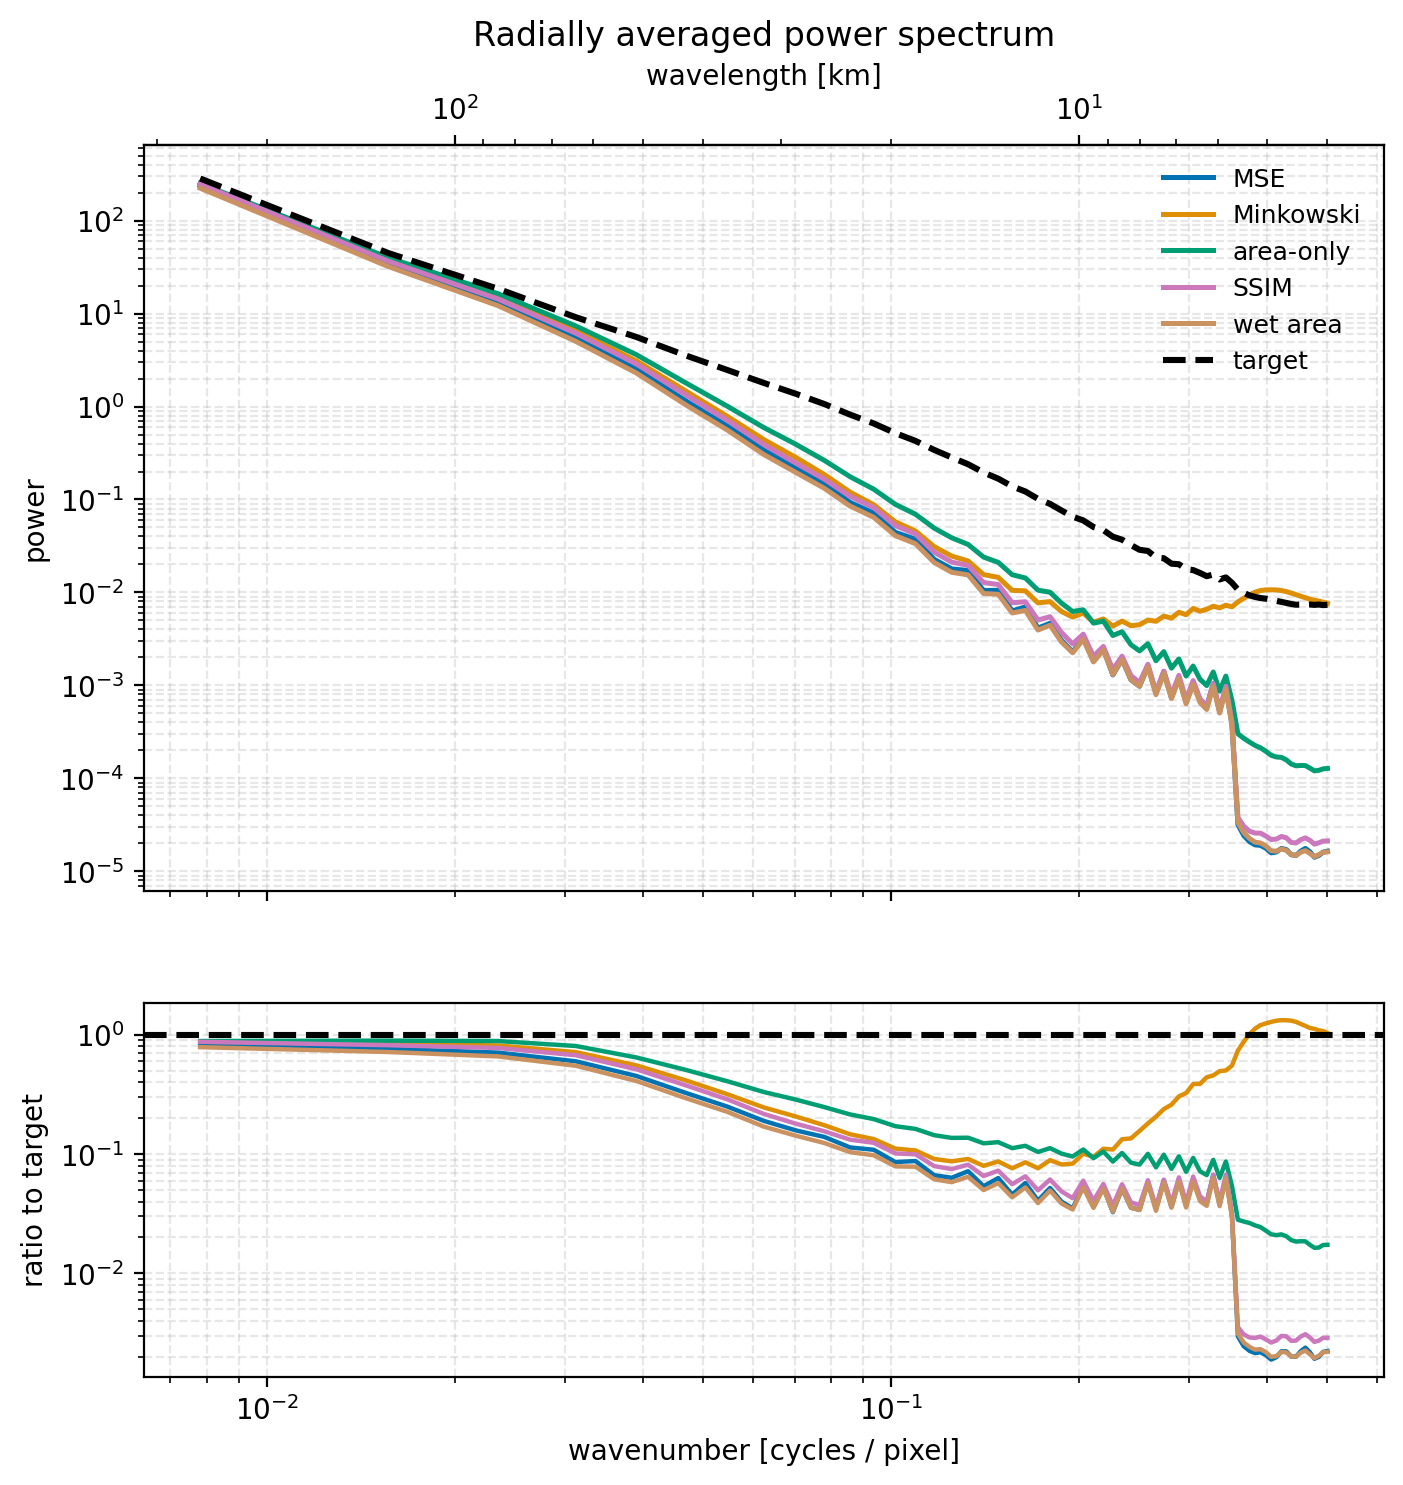 Radially averaged power spectrum
wavelength [km]
10² 10¹
10²
10¹
10⁰
10⁻¹
10⁻²
10⁻³
10⁻⁴
10⁻⁵
power
MSE
Minkowski
area-only
SSIM
wet area
target
10⁰
10⁻¹
10⁻²
ratio to target
10⁻² 10⁻¹
wavenumber [cycles / pixel]